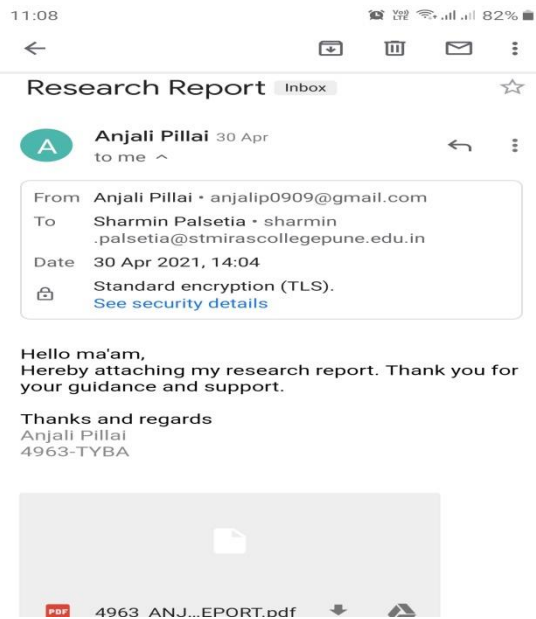 11:08 Vo) LTE 82%
Research Report Inbox
A Anjali Pillai 30 Apr
to me
From Anjali Pillai • anjalip0909@gmail.com
To Sharmin Palsetia • sharmin
.palsetia@stmirascollegepune.edu.in
Date 30 Apr 2021, 14:04
Standard encryption (TLS).
See security details
Hello ma'am,
Hereby attaching my research report. Thank you for
your guidance and support.
Thanks and regards
Anjali Pillai
4963-TYBA
PDF 4963_ANJ...EPORT.pdf